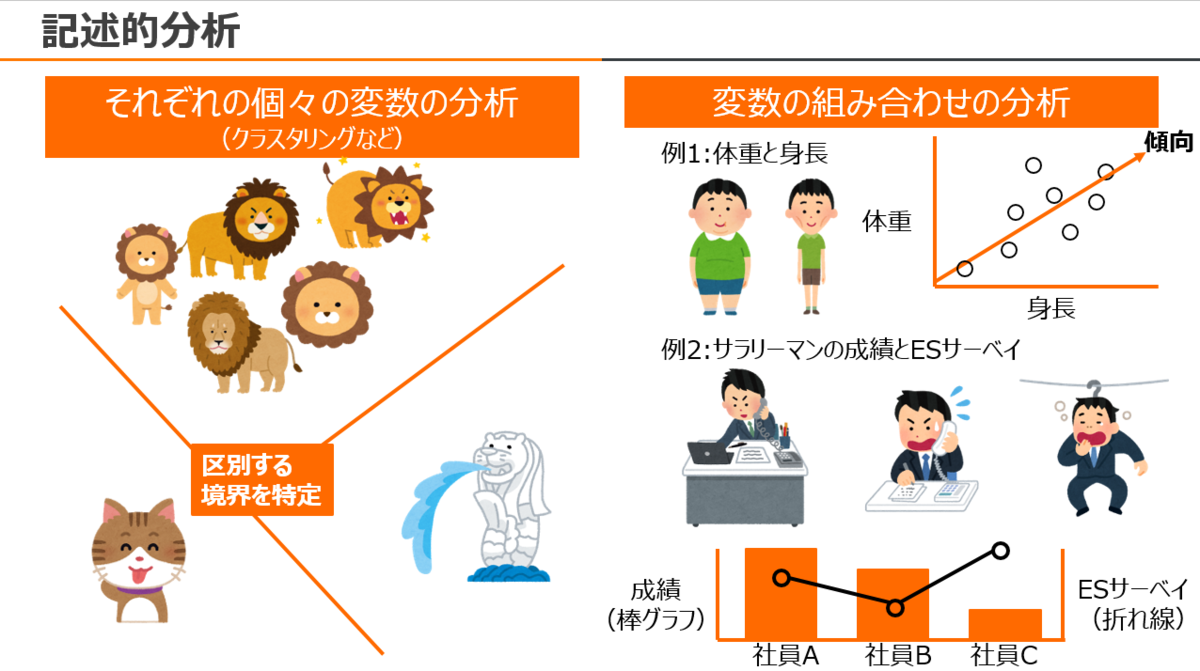 記述的分析
それぞれの個々の変数の分析
（クラスタリングなど）
区別する
境界を特定
変数の組み合わせの分析
例1:体重と身長
傾向
体重
身長
例2:サラリーマンの成績とESサーベイ
成績
（棒グラフ）
ESサーベイ
（折れ線）
社員A
社員B
社員C